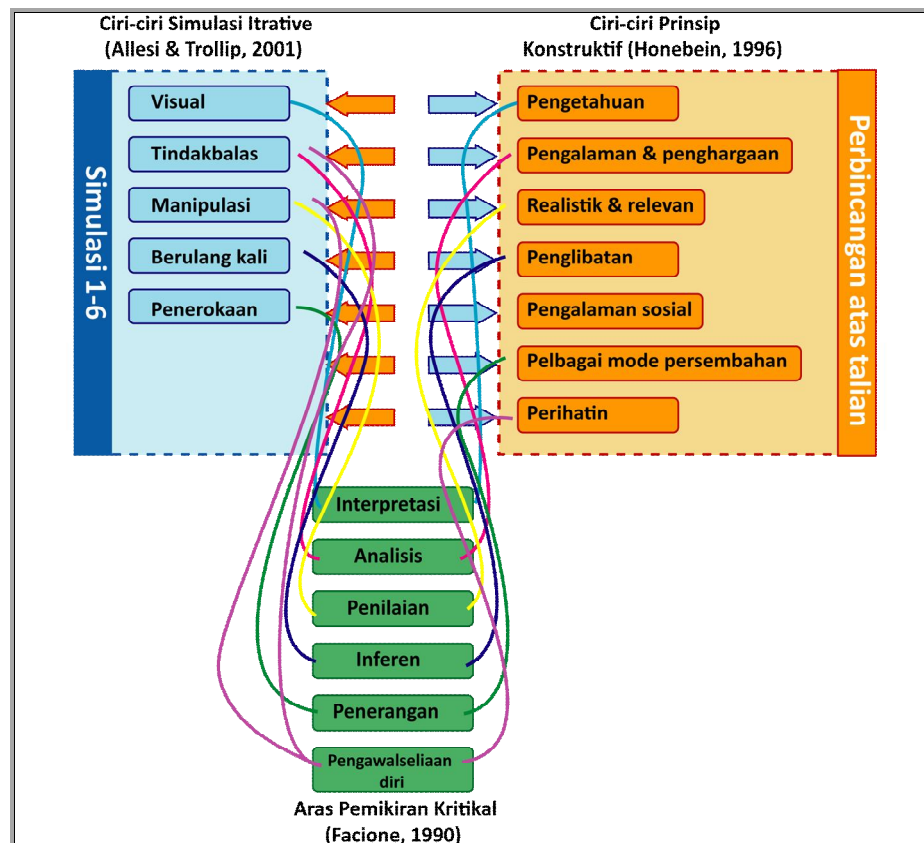 Ciri-ciri Simulasi Itrative
(Allesi & Trollip, 2001)
Ciri-ciri Prinsip
Konstruktif (Honebein, 1996)
Simulasi 1-6
Visual
Tindakbalas
Manipulasi
Berulang kali
Penerokaan
Pengetahuan
Pengalaman & penghargaan
Realistik & relevan
Penglibatan
Pengalaman sosial
Pelbagai mode persembahan
Perihatin
Perbincangan atas talian
Interpretasi
Analisis
Penilaian
Inferen
Penerangan
Pengawalseliaan
diri
Aras Pemikiran Kritikal
(Facione, 1990)